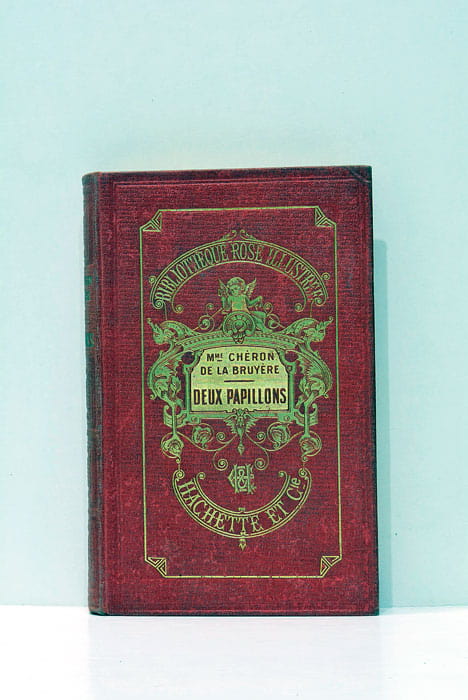 BIBLIOTHÈQUE ROSE ILLUSTRÉE
MME CHÉRON
DE LA BRUYÈRE
DEUX PAPILLONS
HACHETTE ET Cie